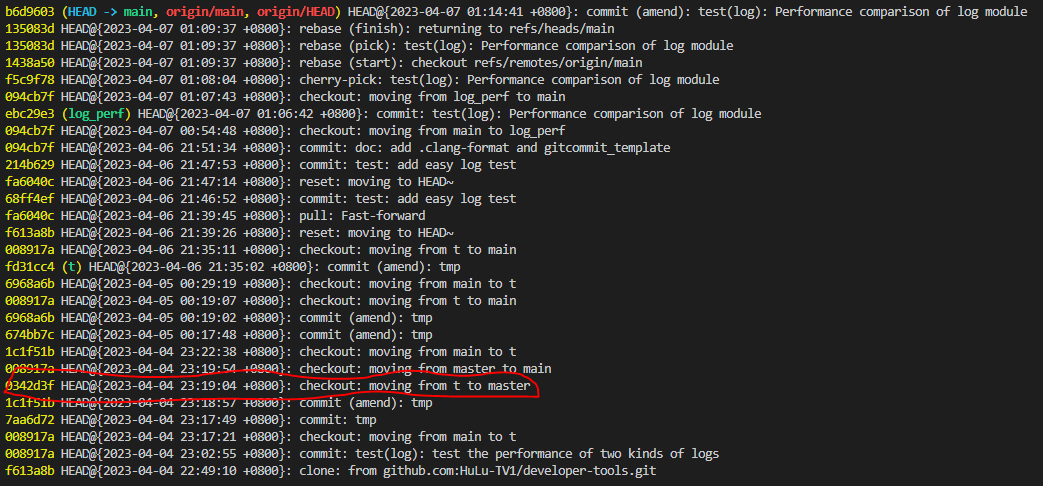 b6d9603 (HEAD -> main, origin/main, origin/HEAD) HEAD@{2023-04-07 01:14:41 +0800}: commit (amend): test(log): Performance comparison of log module
135083d HEAD@{2023-04-07 01:09:37 +0800}: rebase (finish): returning to refs/heads/main
135083d HEAD@{2023-04-07 01:09:37 +0800}: rebase (pick): test(log): Performance comparison of log module
1438a50 HEAD@{2023-04-07 01:09:37 +0800}: rebase (start): checkout refs/remotes/origin/main
f5c9f78 HEAD@{2023-04-07 01:08:04 +0800}: cherry-pick: test(log): Performance comparison of log module
094cb7f HEAD@{2023-04-07 01:07:43 +0800}: checkout: moving from log_perf to main
ebc29e3 (log_perf) HEAD@{2023-04-07 01:06:42 +0800}: commit: test(log): Performance comparison of log module
094cb7f HEAD@{2023-04-07 00:54:48 +0800}: checkout: moving from main to log_perf
094cb7f HEAD@{2023-04-06 21:51:34 +0800}: commit: doc: add .clang-format and gitcommit_template
214b629 HEAD@{2023-04-06 21:47:53 +0800}: commit: test: add easy log test
fa6040c HEAD@{2023-04-06 21:47:14 +0800}: reset: moving to HEAD~
68ff4ef HEAD@{2023-04-06 21:46:52 +0800}: commit: test: add easy log test
fa6040c HEAD@{2023-04-06 21:39:45 +0800}: pull: Fast-forward
f613a8b HEAD@{2023-04-06 21:39:26 +0800}: reset: moving to HEAD~
008917a HEAD@{2023-04-06 21:35:11 +0800}: checkout: moving from t to main
fd31cc4 (t) HEAD@{2023-04-06 21:35:02 +0800}: commit (amend): tmp
6968a6b HEAD@{2023-04-05 00:29:19 +0800}: checkout: moving from main to t
008917a HEAD@{2023-04-05 00:19:07 +0800}: checkout: moving from t to main
6968a6b HEAD@{2023-04-05 00:19:02 +0800}: commit (amend): tmp
674bb7c HEAD@{2023-04-05 00:17:48 +0800}: commit (amend): tmp
1c1f51b HEAD@{2023-04-04 23:22:38 +0800}: checkout: moving from main to t
008917a HEAD@{2023-04-04 23:19:54 +0800}: checkout: moving from master to main
0342d3f HEAD@{2023-04-04 23:19:04 +0800}: checkout: moving from t to master
1c1f51b HEAD@{2023-04-04 23:18:57 +0800}: commit (amend): tmp
7aa6d72 HEAD@{2023-04-04 23:17:49 +0800}: commit: tmp
008917a HEAD@{2023-04-04 23:17:21 +0800}: checkout: moving from main to t
008917a HEAD@{2023-04-04 23:02:55 +0800}: commit: test(log): test the performance of two kinds of logs
f613a8b HEAD@{2023-04-04 22:49:10 +0800}: clone: from github.com:HuLu-TV1/developer-tools.git